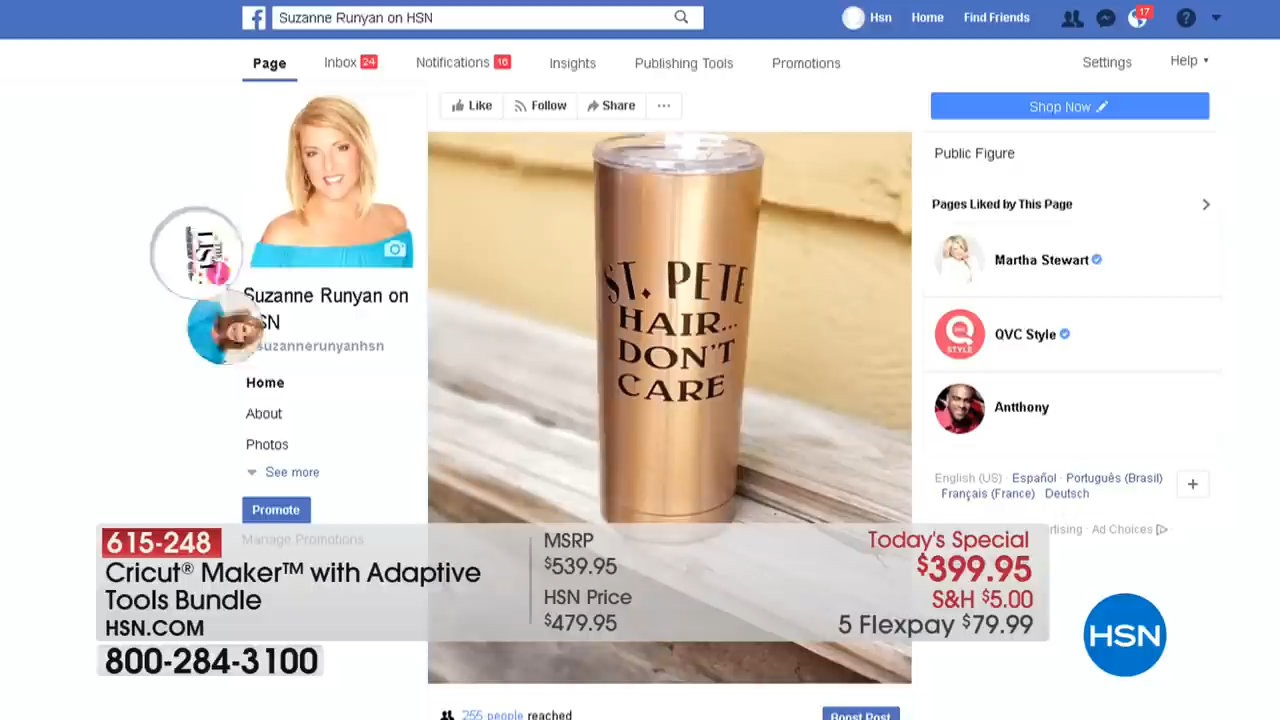 Suzanne Runyan on HSN
Hsn
Home
Find Friends
17
?
Page
Inbox 24
Notifications 16
Insights
Publishing Tools
Promotions
Settings
Help
Like
Follow
Share
...
Shop Now
Public Figure
Pages Liked by This Page
Martha Stewart
QVC Style
STYLE
Antthony
Suzanne Runyan on
HSN
suzannerunyanhsn
Home
About
Photos
See more
Promote
Manage Promotions
ST. PETE
HAIR...
DON'T
CARE
English (US) · Español · Português (Brasil)
Français (France) · Deutsch
+
Ad Choices
615-248
Cricut® Maker™ with Adaptive
Tools Bundle
HSN.COM
800-284-3100
MSRP
$539.95
HSN Price
$479.95
Today's Special
$399.95
S&H $5.00
5 Flexpay $79.99
HSN
255 people reached
Boost Post